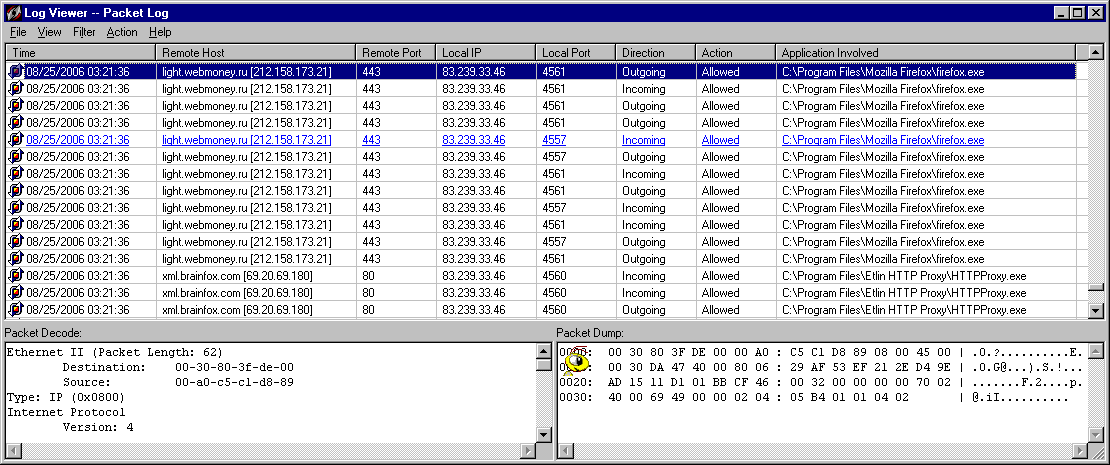 Log Viewer -- Packet Log
File View Filter Action Help
Time Remote Host Remote Port Local IP Local Port Direction Action Application Involved
08/25/2006 03:21:36 light.webmoney.ru [212.158.173.21] 443 83.239.33.46 4561 Outgoing Allowed C:\Program Files\Mozilla Firefox\firefox.exe
08/25/2006 03:21:36 light.webmoney.ru [212.158.173.21] 443 83.239.33.46 4561 Incoming Allowed C:\Program Files\Mozilla Firefox\firefox.exe
08/25/2006 03:21:36 light.webmoney.ru [212.158.173.21] 443 83.239.33.46 4561 Outgoing Allowed C:\Program Files\Mozilla Firefox\firefox.exe
08/25/2006 03:21:36 light.webmoney.ru [212.158.173.21] 443 83.239.33.46 4561 Outgoing Allowed C:\Program Files\Mozilla Firefox\firefox.exe
08/25/2006 03:21:36 light.webmoney.ru [212.158.173.21] 443 83.239.33.46 4557 Incoming Allowed C:\Program Files\Mozilla Firefox\firefox.exe
08/25/2006 03:21:36 light.webmoney.ru [212.158.173.21] 443 83.239.33.46 4557 Outgoing Allowed C:\Program Files\Mozilla Firefox\firefox.exe
08/25/2006 03:21:36 light.webmoney.ru [212.158.173.21] 443 83.239.33.46 4561 Incoming Allowed C:\Program Files\Mozilla Firefox\firefox.exe
08/25/2006 03:21:36 light.webmoney.ru [212.158.173.21] 443 83.239.33.46 4561 Outgoing Allowed C:\Program Files\Mozilla Firefox\firefox.exe
08/25/2006 03:21:36 light.webmoney.ru [212.158.173.21] 443 83.239.33.46 4557 Incoming Allowed C:\Program Files\Mozilla Firefox\firefox.exe
08/25/2006 03:21:36 light.webmoney.ru [212.158.173.21] 443 83.239.33.46 4561 Incoming Allowed C:\Program Files\Mozilla Firefox\firefox.exe
08/25/2006 03:21:36 light.webmoney.ru [212.158.173.21] 443 83.239.33.46 4557 Outgoing Allowed C:\Program Files\Mozilla Firefox\firefox.exe
08/25/2006 03:21:36 light.webmoney.ru [212.158.173.21] 443 83.239.33.46 4561 Outgoing Allowed C:\Program Files\Mozilla Firefox\firefox.exe
08/25/2006 03:21:36 xml.brainfox.com [69.20.69.180] 80 83.239.33.46 4560 Incoming Allowed C:\Program Files\Etlin HTTP Proxy\HTTPProxy.exe
08/25/2006 03:21:36 xml.brainfox.com [69.20.69.180] 80 83.239.33.46 4560 Incoming Allowed C:\Program Files\Etlin HTTP Proxy\HTTPProxy.exe
08/25/2006 03:21:36 xml.brainfox.com [69.20.69.180] 80 83.239.33.46 4560 Outgoing Allowed C:\Program Files\Etlin HTTP Proxy\HTTPProxy.exe
Packet Decode:
Ethernet II (Packet Length: 62)
Destination: 00-30-80-3f-de-00
Source: 00-a0-c5-c1-d8-89
Type: IP (0x0800)
Internet Protocol
Version: 4
Packet Dump:
00 30 80 3F DE 00 00 A0 : C5 C1 D8 89 08 00 45 00 | .0.?..........E.
00 30 DA 47 40 00 80 06 : 29 AF 53 EF 21 2E D4 9E | .0.G@...).S.!...
0020: AD 15 11 D1 01 BB CF 46 : 00 32 00 00 00 00 70 02 | .......F.2....p.
0030: 40 00 69 49 00 00 02 04 : 05 B4 01 01 04 02 | @.iI..........